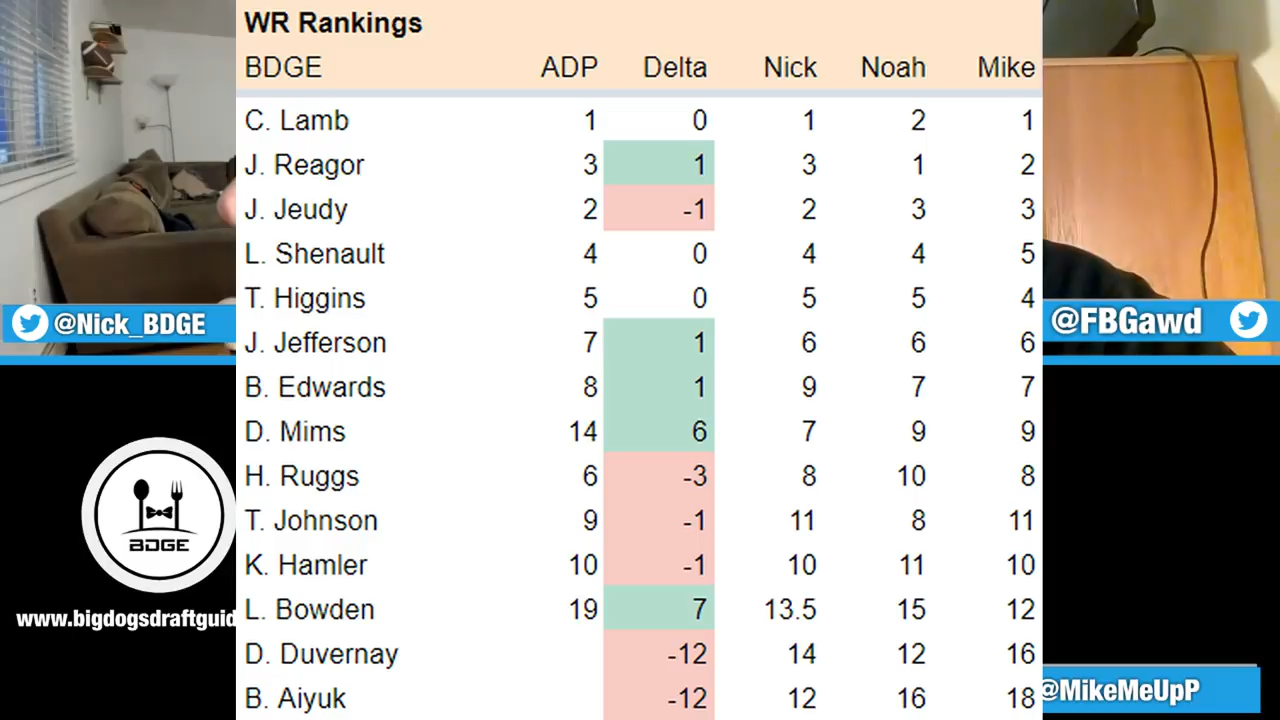 WR Rankings
BDGE ADP Delta Nick Noah Mike
C. Lamb 1 0 1 2 1
J. Reagor 3 1 3 1 2
J. Jeudy 2 -1 2 3 3
L. Shenault 4 0 4 4 5
T. Higgins 5 0 5 5 4
J. Jefferson 7 1 6 6 6
B. Edwards 8 1 9 7 7
D. Mims 14 6 7 9 9
H. Ruggs 6 -3 8 10 8
T. Johnson 9 -1 11 8 11
K. Hamler 10 -1 10 11 10
L. Bowden 19 7 13.5 15 12
D. Duvernay -12 14 12 16
B. Aiyuk -12 12 16 18
@Nick_BDGE
@FBGawd
BDGE
www.bigdogsdraftguid
@MikeMeUpP